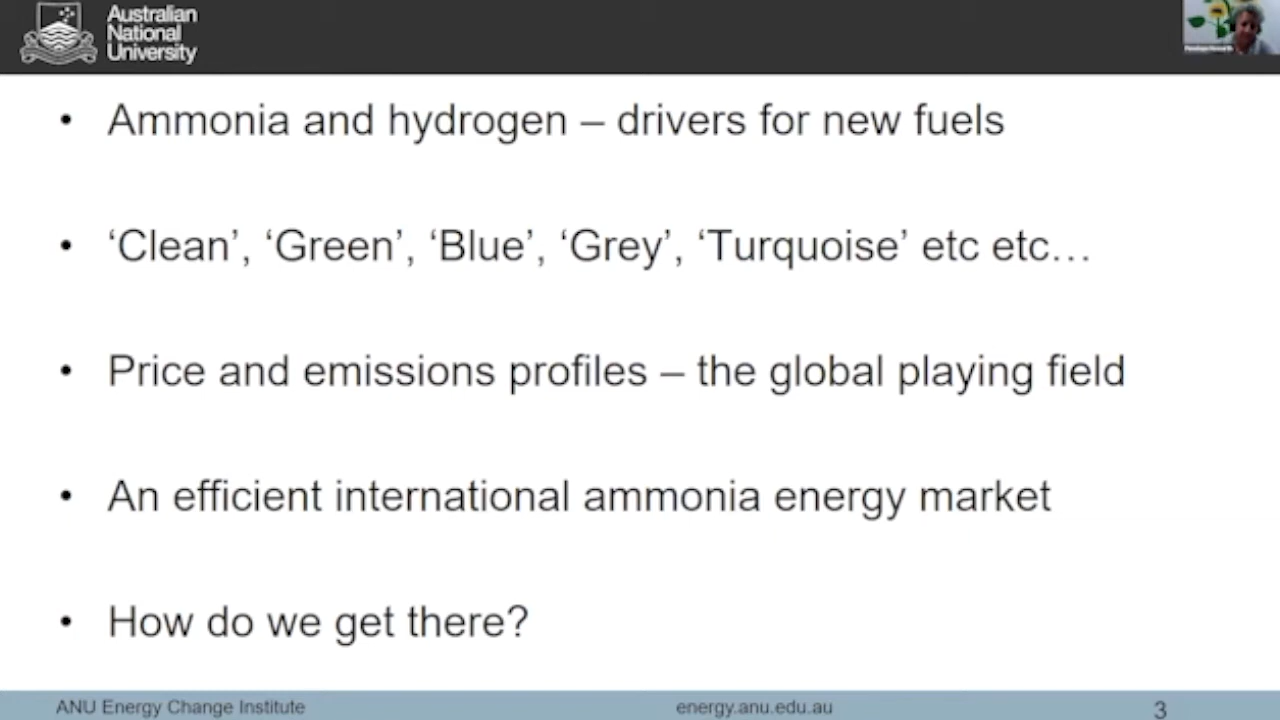 Australian
National
University
• Ammonia and hydrogen – drivers for new fuels
• ‘Clean’, ‘Green’, ‘Blue’, ‘Grey’, ‘Turquoise’ etc etc…
• Price and emissions profiles – the global playing field
• An efficient international ammonia energy market
• How do we get there?
ANU Energy Change Institute energy.anu.edu.au 3